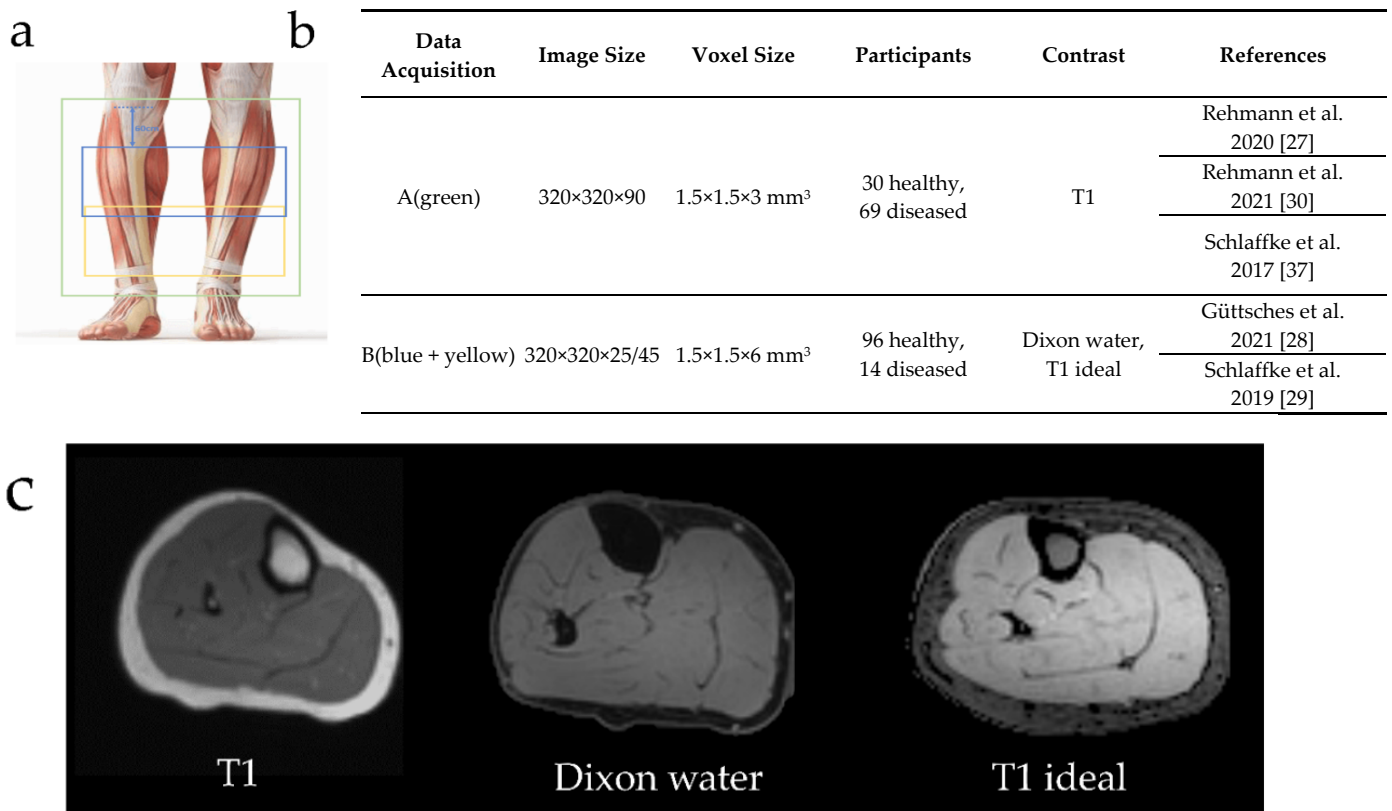 a
b
60cm
Data Acquisition Image Size Voxel Size Participants Contrast References
A(green) 320×320×90 1.5×1.5×3 mm³ 30 healthy, 69 diseased T1
Rehmann et al. 2020 [27]
Rehmann et al. 2021 [30]
Schlaffke et al. 2017 [37]
B(blue + yellow) 320×320×25/45 1.5×1.5×6 mm³ 96 healthy, 14 diseased Dixon water, T1 ideal
Güttsches et al. 2021 [28]
Schlaffke et al. 2019 [29]
c
T1 Dixon water T1 ideal